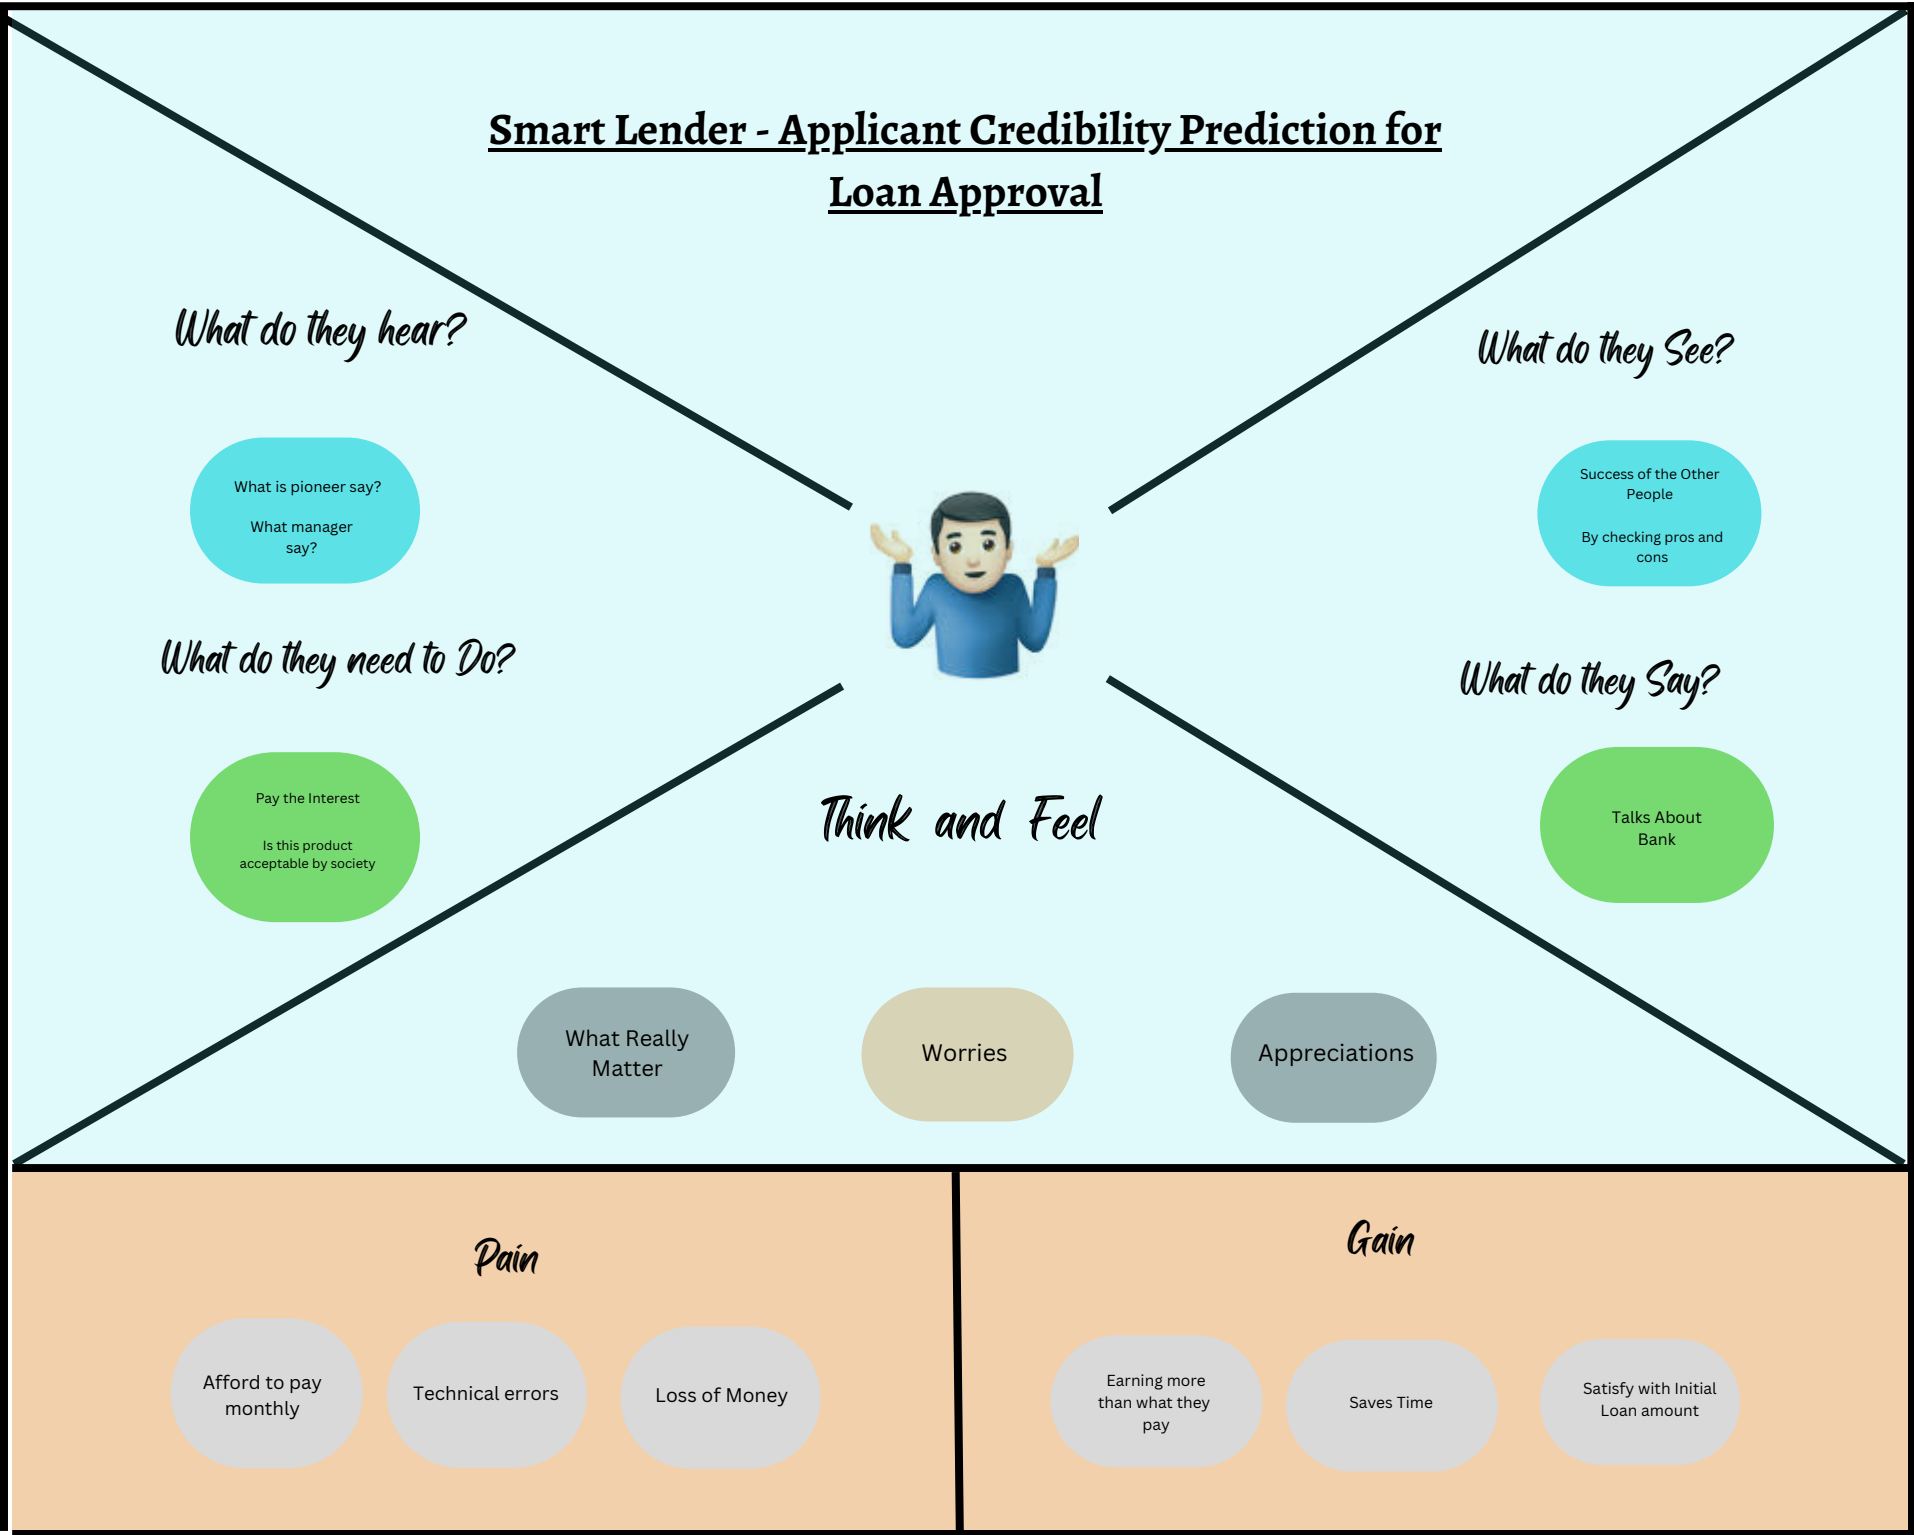 Smart Lender - Applicant Credibility Prediction for
Loan Approval
What do they hear?
What is pioneer say?
What manager
say?
What do they need to Do?
Pay the Interest
Is this product
acceptable by society
What do they See?
Success of the Other
People
By checking pros and
cons
What do they Say?
Talks About
Bank
Think and Feel
What Really
Matter
Worries
Appreciations
Pain
Afford to pay
monthly
Technical errors
Loss of Money
Gain
Earning more
than what they
pay
Saves Time
Satisfy with Initial
Loan amount